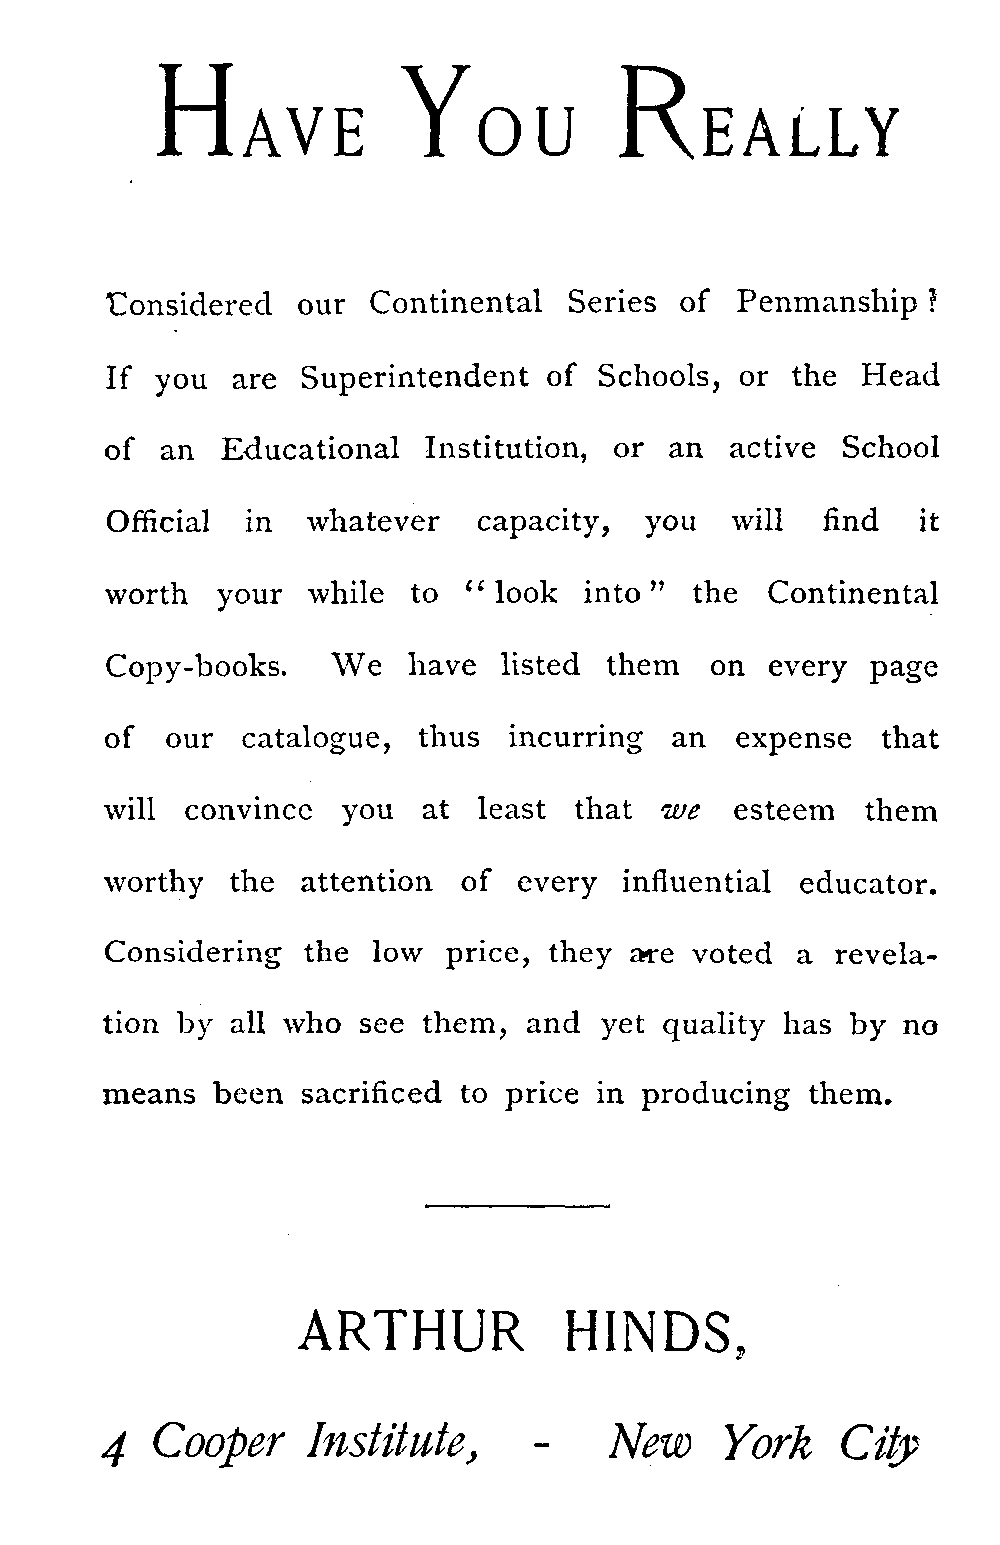 HAVE YOU REALLY
Considered our Continental Series of Penmanship?
If you are Superintendent of Schools, or the Head
of an Educational Institution, or an active School
Official in whatever capacity, you will find it
worth your while to “look into” the Continental
Copy-books. We have listed them on every page
of our catalogue, thus incurring an expense that
will convince you at least that we esteem them
worthy the attention of every influential educator.
Considering the low price, they are voted a revela-
tion by all who see them, and yet quality has by no
means been sacrificed to price in producing them.
ARTHUR HINDS,
4 Cooper Institute, - New York City